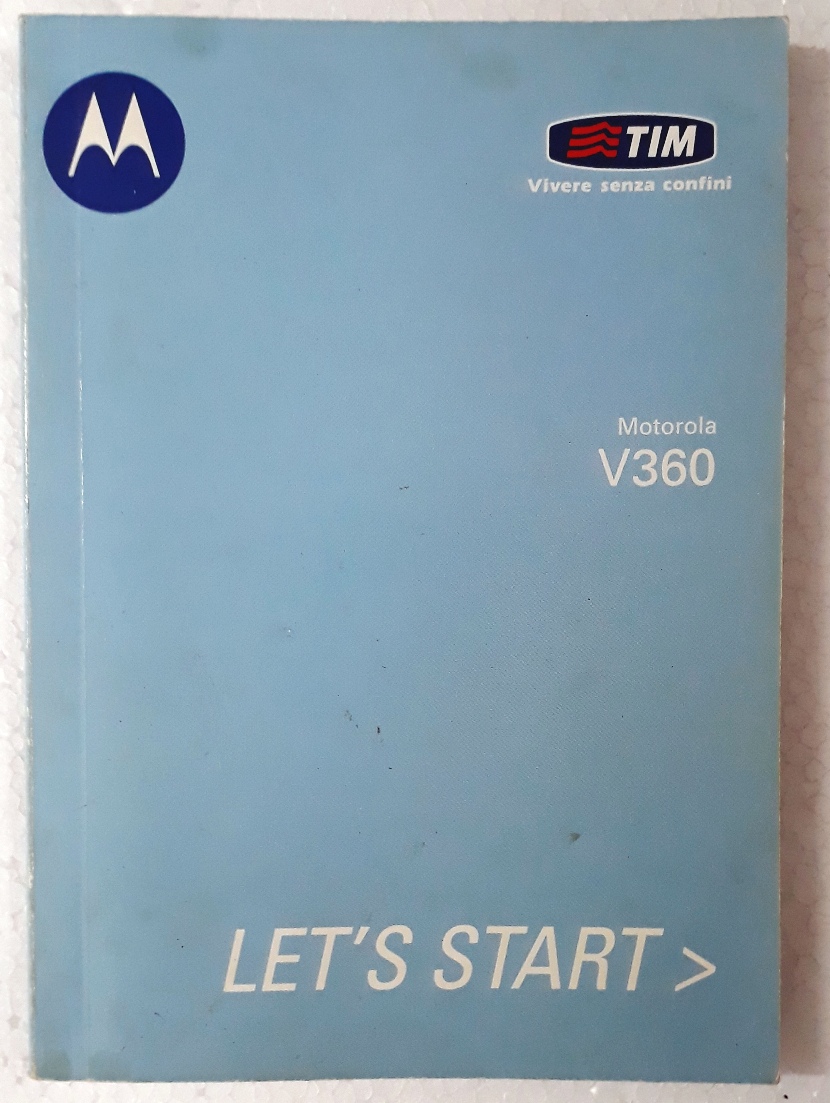 TIM
Vivere senza confini
Motorola
V360
LET'S START >